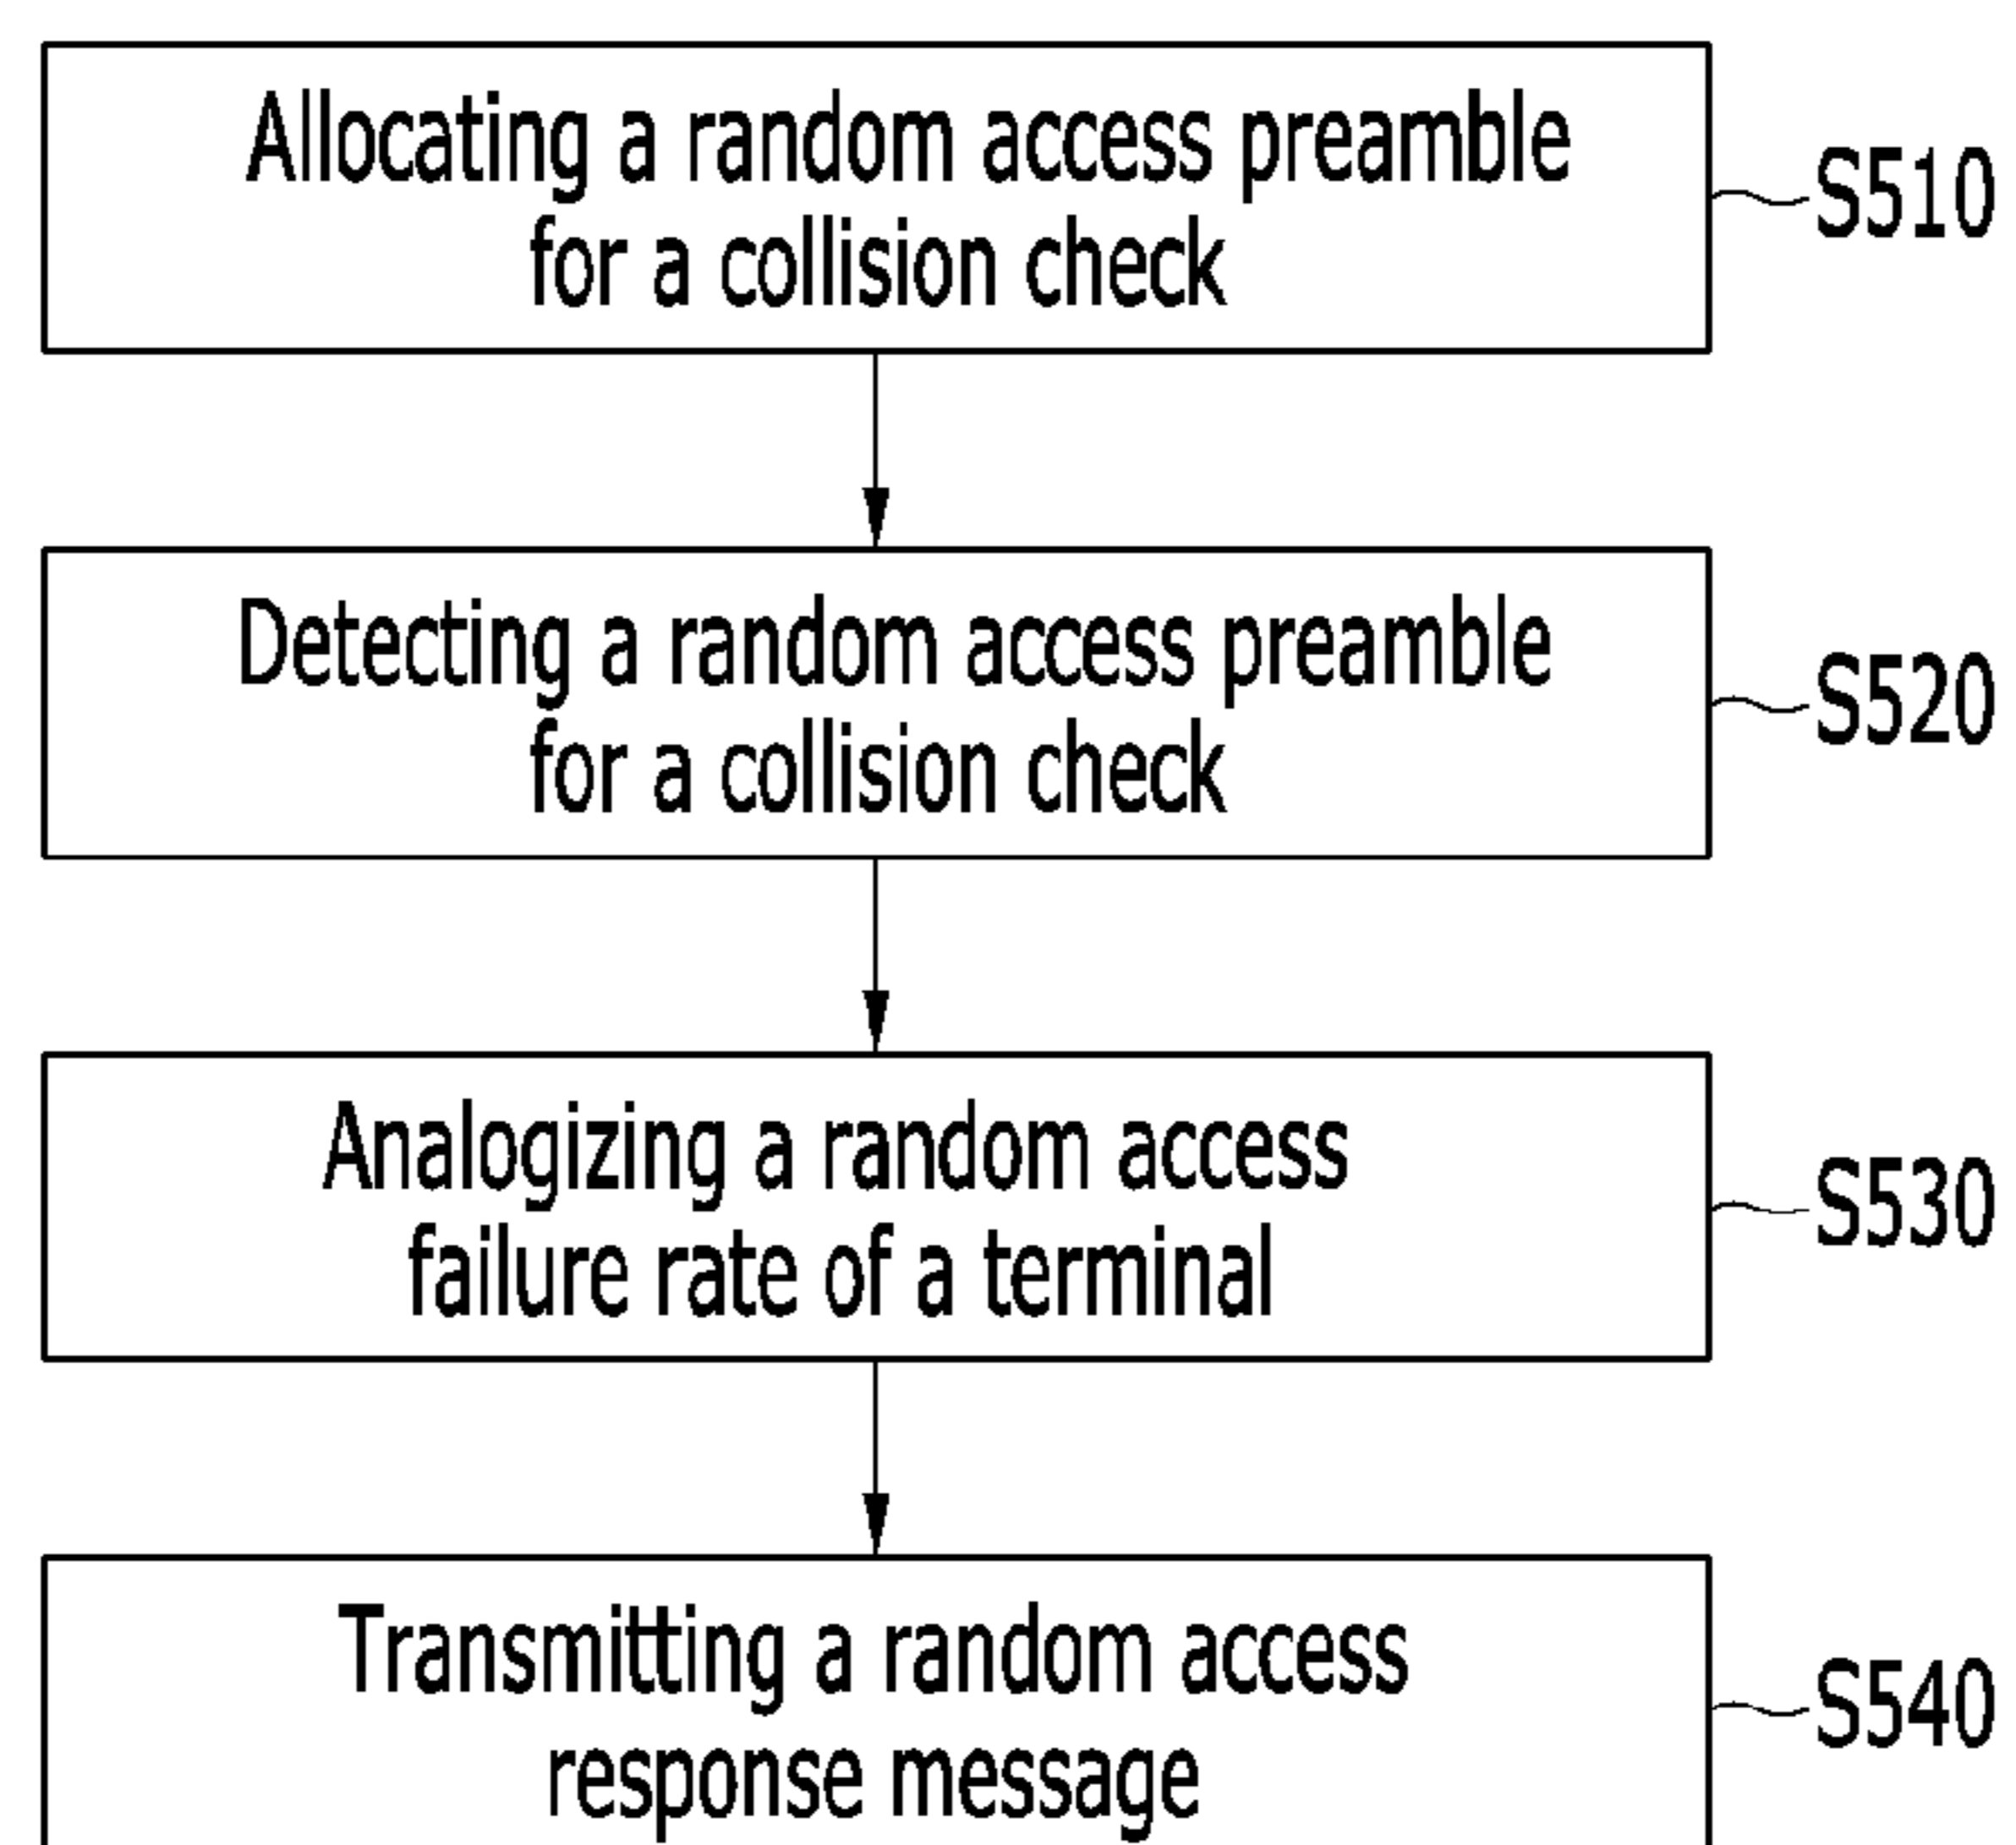 Allocating a random access preamble
for a collision check
S510
Detecting a random access preamble
for a collision check
S520
Analogizing a random access
failure rate of a terminal
S530
Transmitting a random access
response message
S540